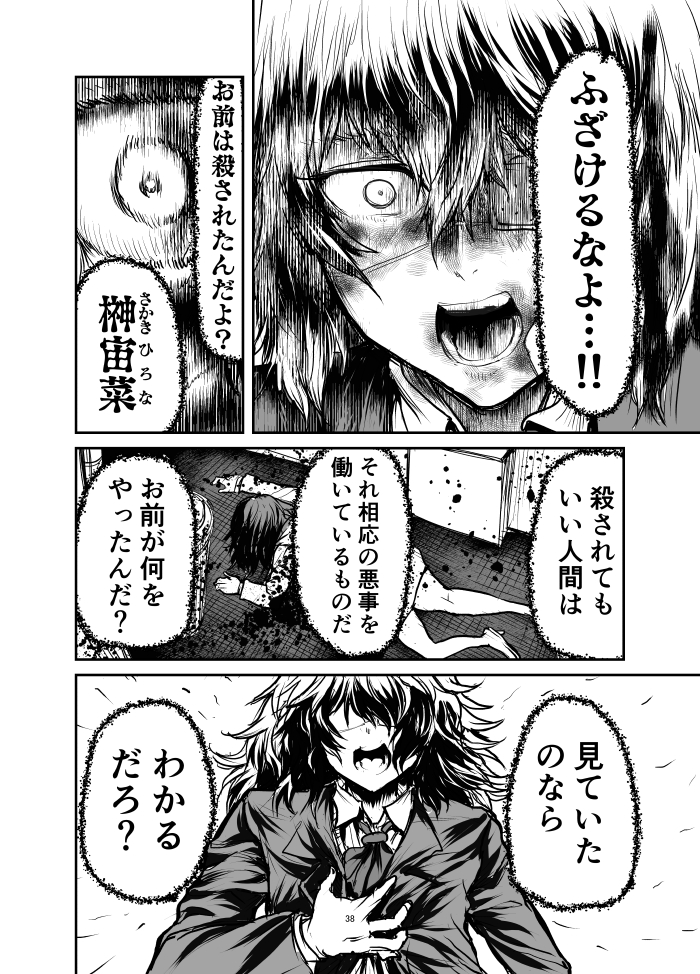 ふざけるなよ…!!
お前は殺されたんだよ?
榊宙菜
さかきひろな
殺されても
いい人間は
それ相応の悪事を
働いているものだ
お前が何を
やったんだ?
見ていた
のなら
わかる
だろ?
38